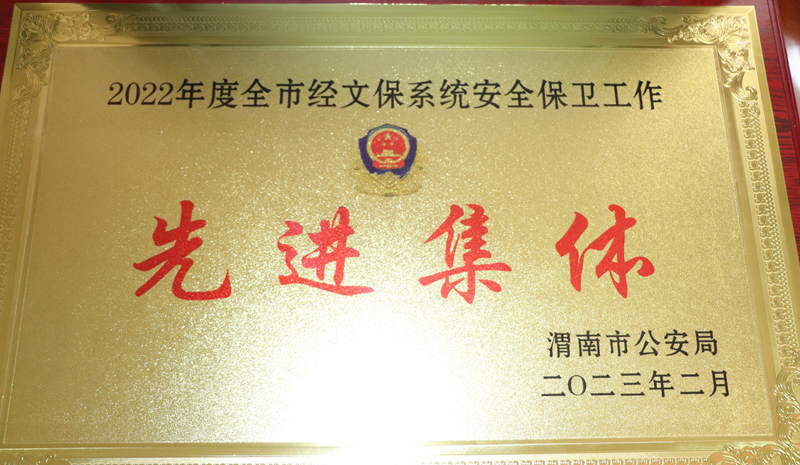 2022年度全市经文保系统安全保卫工作
先进集体
渭南市公安局
二〇二三年二月